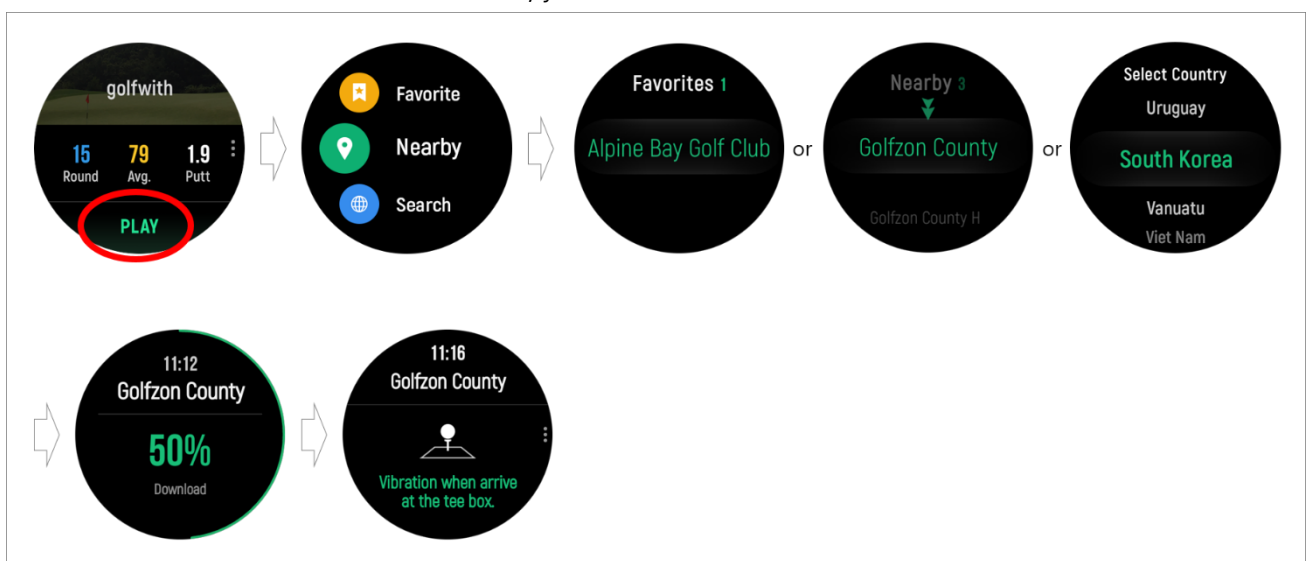 golfwith
15 79 1.9
Round Avg. Putt
PLAY
Favorite
Nearby
Search
Favorites 1
Alpine Bay Golf Club
or
Nearby 3
Golfzon County
Golfzon County H
or
Select Country
Uruguay
South Korea
Vanuatu
Viet Nam
11:12
Golfzon County
50%
Download
11:16
Golfzon County
Vibration when arrive
at the tee box.